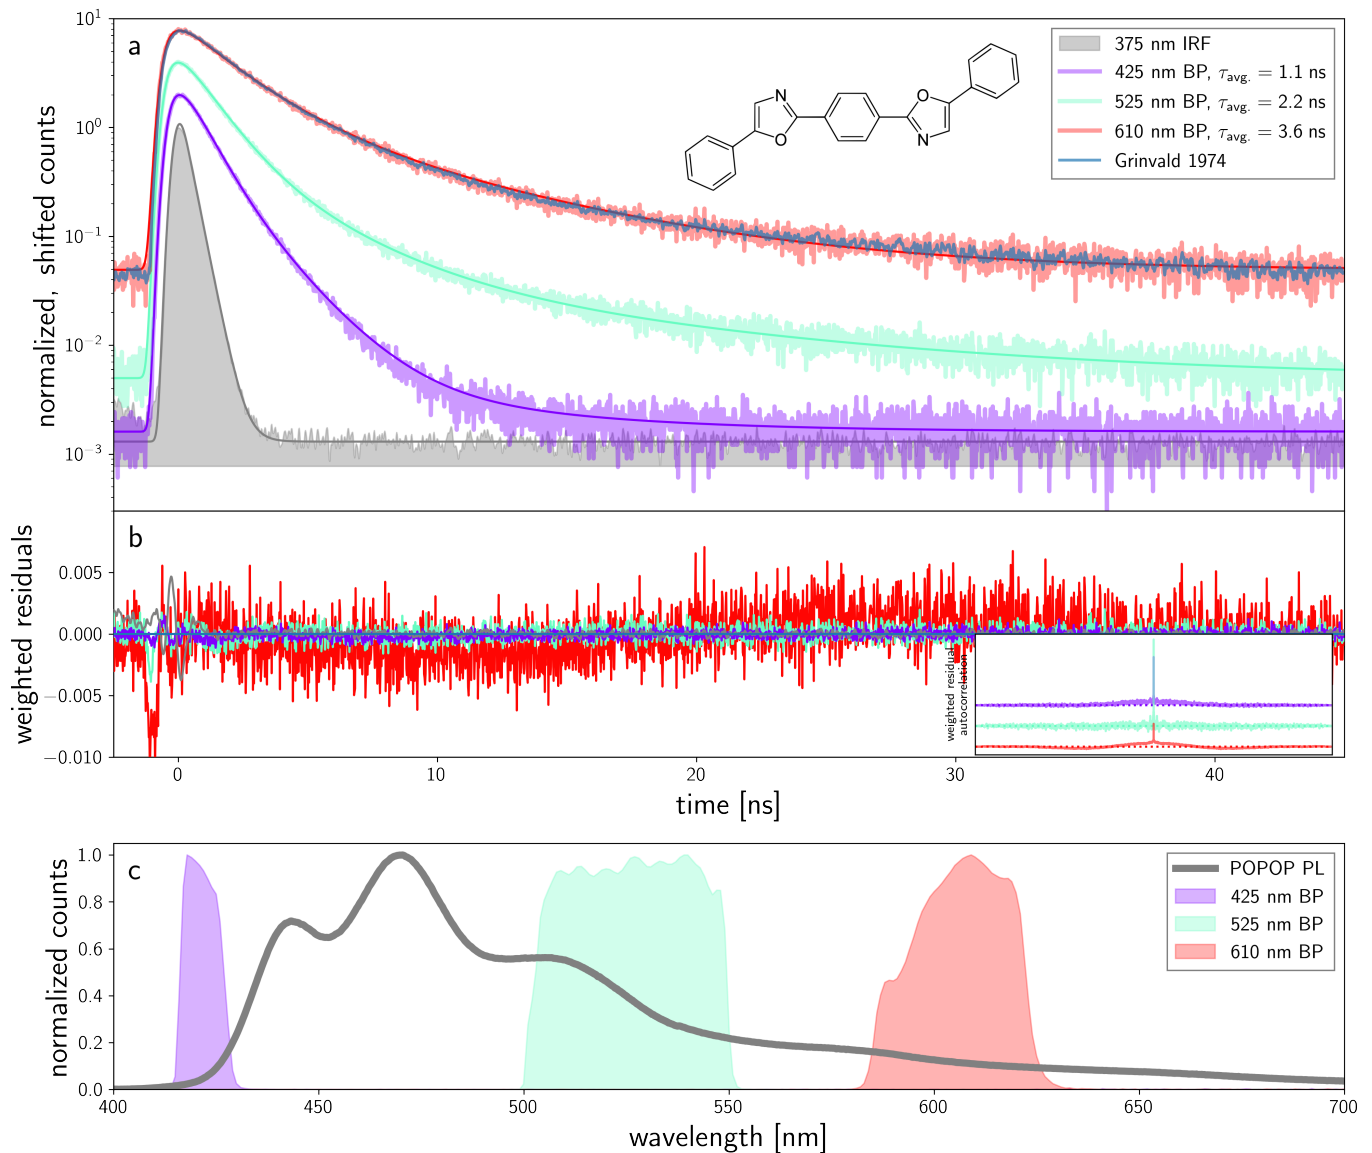 a
normalized, shifted counts
10¹
10⁰
10⁻¹
10⁻²
10⁻³
N
O
O
N
375 nm IRF
425 nm BP, τavg. = 1.1 ns
525 nm BP, τavg. = 2.2 ns
610 nm BP, τavg. = 3.6 ns
Grinvald 1974
b
weighted residuals
0.005
0.000
−0.005
−0.010
weighted residual
autocorrelation
0
10
20
30
40
time [ns]
c
normalized counts
1.0
0.8
0.6
0.4
0.2
0.0
POPOP PL
425 nm BP
525 nm BP
610 nm BP
400
450
500
550
600
650
700
wavelength [nm]